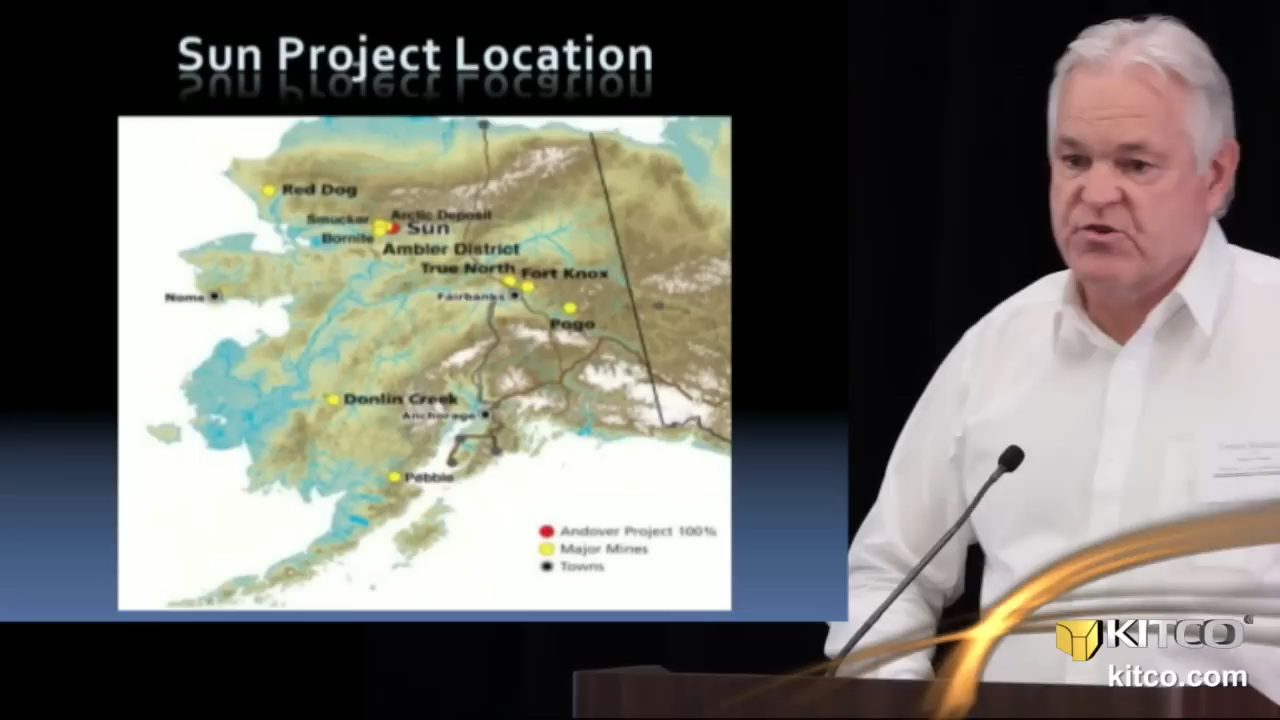 Sun Project Location
Red Dog
Smucker
Arctic Deposit
Sun
Bornite
Ambler District
True North
Fort Knox
Nome
Fairbanks
Pogo
Donlin Creek
Anchorage
Pebble
Andover Project 100%
Major Mines
Towns
KITCO
kitco.com